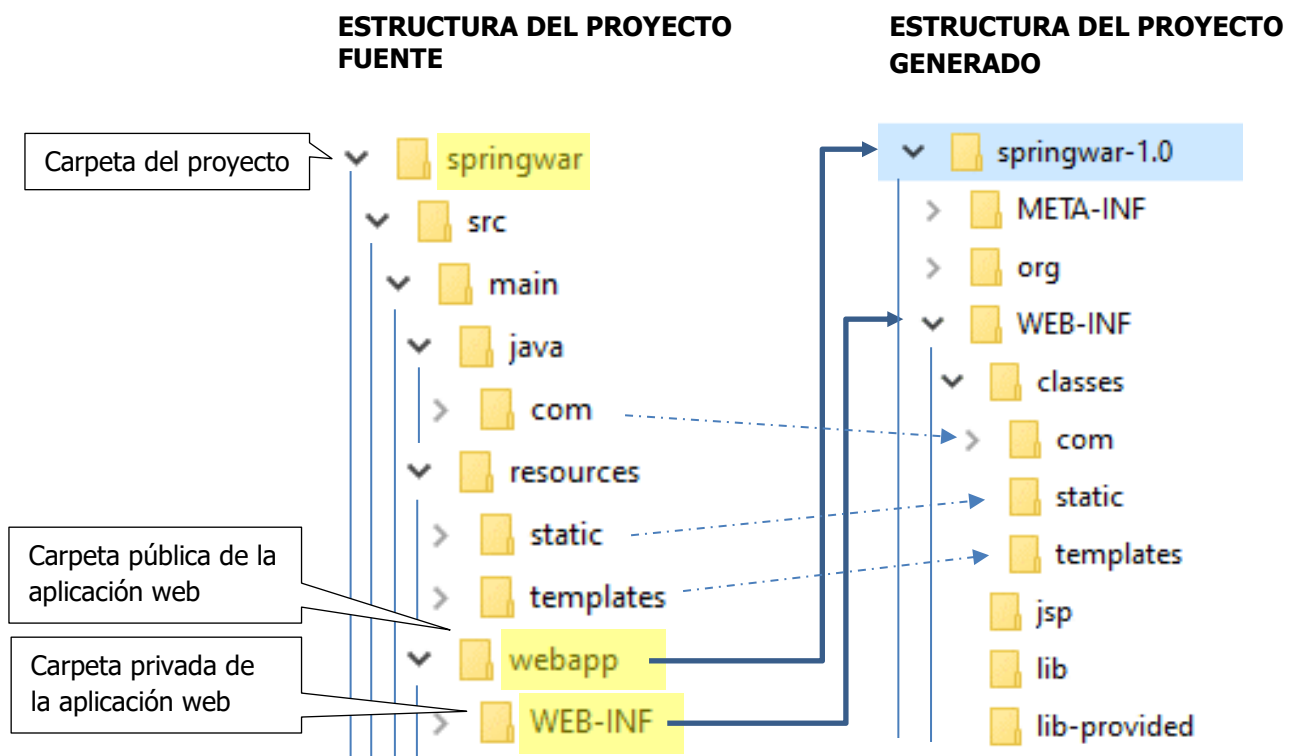 ESTRUCTURA DEL PROYECTO
FUENTE
Carpeta del proyecto
springwar
src
main
java
com
resources
static
templates
Carpeta pública de la
aplicación web
webapp
Carpeta privada de
la aplicación web
WEB-INF
ESTRUCTURA DEL PROYECTO
GENERADO
springwar-1.0
META-INF
org
WEB-INF
classes
com
static
templates
jsp
lib
lib-provided